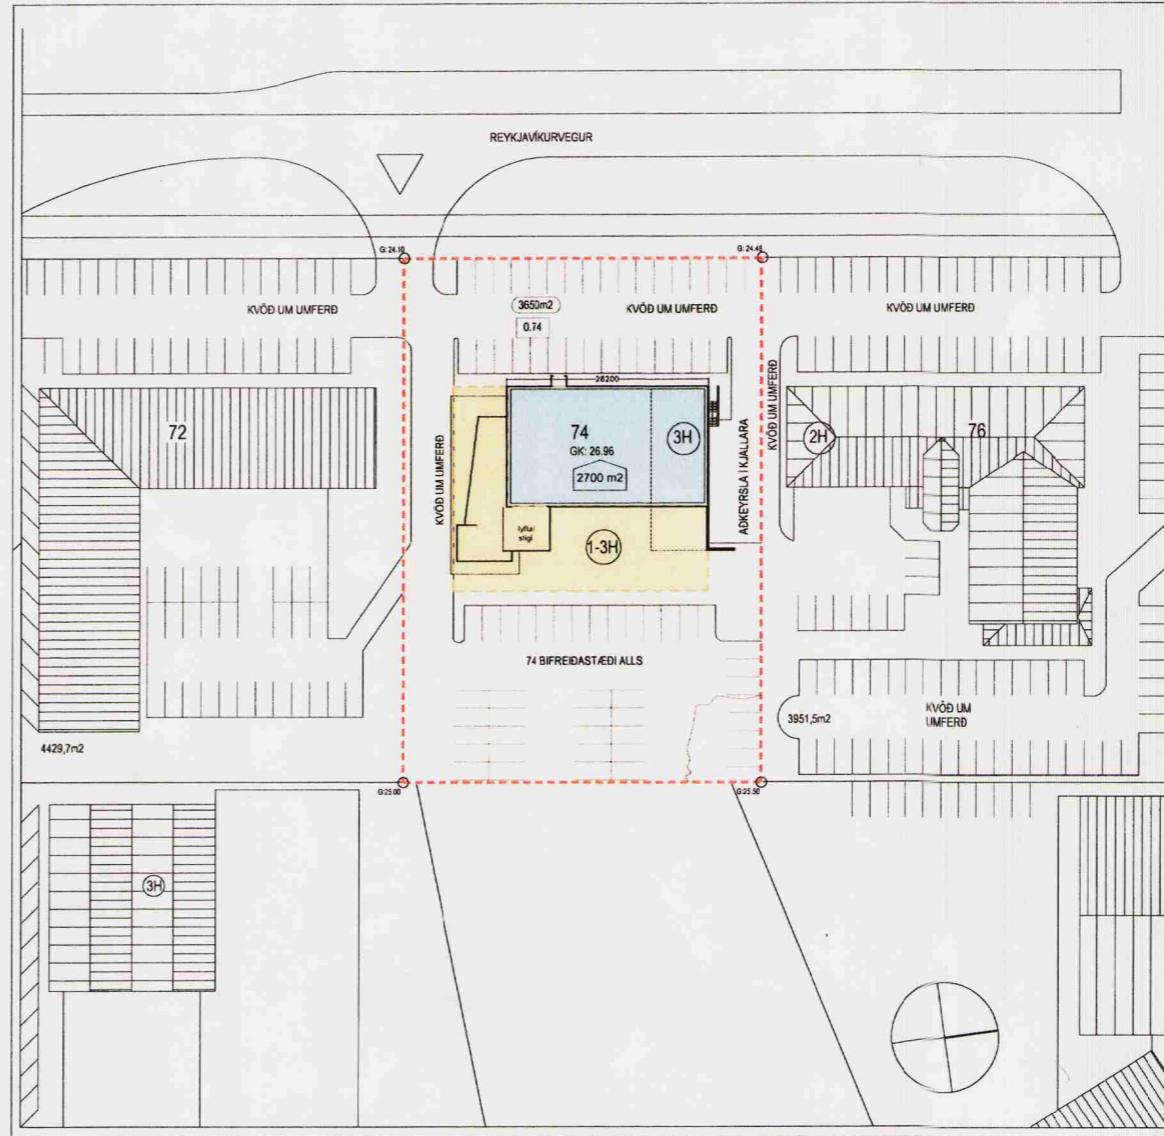 REYKJAVÍKURVEGUR
G: 24.10
G: 24.45
KVÖÐ UM UMFERÐ
3650m2
KVÖÐ UM UMFERÐ
KVÖÐ UM UMFERÐ
0.74
28200
72
74
3H
2H
76
GK: 26.96
2700 m2
KVÖÐ UM UMFERÐ
AÐKEYRSLA Í KJALLARA
KVÖÐ UM UMFERÐ
lyfta/
stigi
1-3H
74 BIFREIÐASTÆÐI ALLS
KVÖÐ UM
UMFERÐ
3951,5m2
4429,7m2
G:25.00
G:25.50
3H